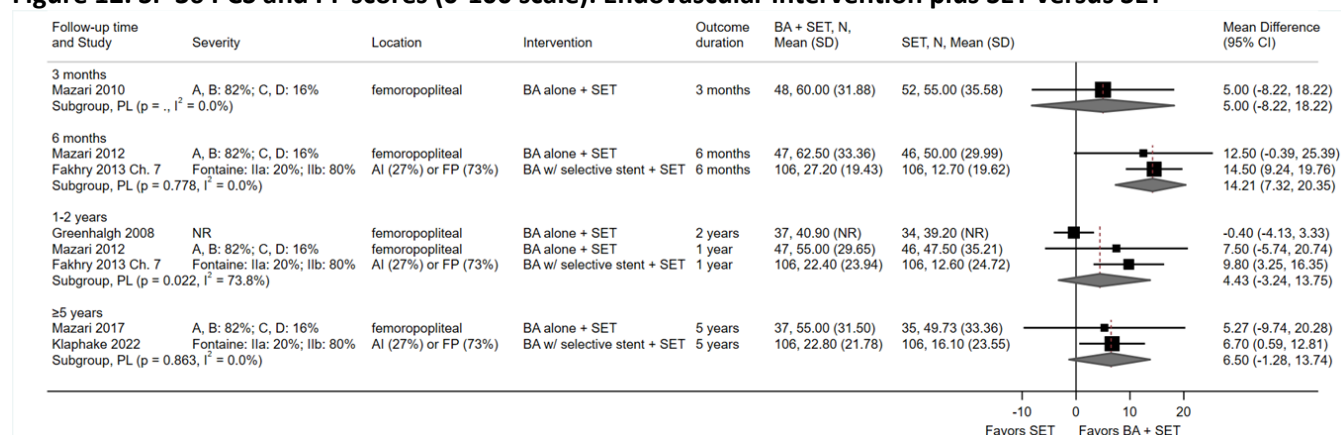 Figure 12. SF-36 PCS and PF scores (0-100 scale): Endovascular intervention plus SET versus SET
Follow-up time and Study Severity Location Intervention Outcome duration BA + SET, N, Mean (SD) SET, N, Mean (SD) Mean Difference (95% CI)
3 months
Mazari 2010 A, B: 82%; C, D: 16% femoropopliteal BA alone + SET 3 months 48, 60.00 (31.88) 52, 55.00 (35.58) 5.00 (-8.22, 18.22)
Subgroup, PL (p = ., I² = 0.0%) 5.00 (-8.22, 18.22)
6 months
Mazari 2012 A, B: 82%; C, D: 16% femoropopliteal BA alone + SET 6 months 47, 62.50 (33.36) 46, 50.00 (29.99) 12.50 (-0.39, 25.39)
Fakhry 2013 Ch. 7 Fontaine: IIa: 20%; IIb: 80% AI (27%) or FP (73%) BA w/ selective stent + SET 6 months 106, 27.20 (19.43) 106, 12.70 (19.62) 14.50 (9.24, 19.76)
Subgroup, PL (p = 0.778, I² = 0.0%) 14.21 (7.32, 20.35)
1-2 years
Greenhalgh 2008 NR femoropopliteal BA alone + SET 2 years 37, 40.90 (NR) 34, 39.20 (NR) -0.40 (-4.13, 3.33)
Mazari 2012 A, B: 82%; C, D: 16% femoropopliteal BA alone + SET 1 year 47, 55.00 (29.65) 46, 47.50 (35.21) 7.50 (-5.74, 20.74)
Fakhry 2013 Ch. 7 Fontaine: IIa: 20%; IIb: 80% AI (27%) or FP (73%) BA w/ selective stent + SET 1 year 106, 22.40 (23.94) 106, 12.60 (24.72) 9.80 (3.25, 16.35)
Subgroup, PL (p = 0.022, I² = 73.8%) 4.43 (-3.24, 13.75)
≥5 years
Mazari 2017 A, B: 82%; C, D: 16% femoropopliteal BA alone + SET 5 years 37, 55.00 (31.50) 35, 49.73 (33.36) 5.27 (-9.74, 20.28)
Klaphake 2022 Fontaine: IIa: 20%; IIb: 80% AI (27%) or FP (73%) BA w/ selective stent + SET 5 years 106, 22.80 (21.78) 106, 16.10 (23.55) 6.70 (0.59, 12.81)
Subgroup, PL (p = 0.863, I² = 0.0%) 6.50 (-1.28, 13.74)
-10 0 10 20
Favors SET Favors BA + SET